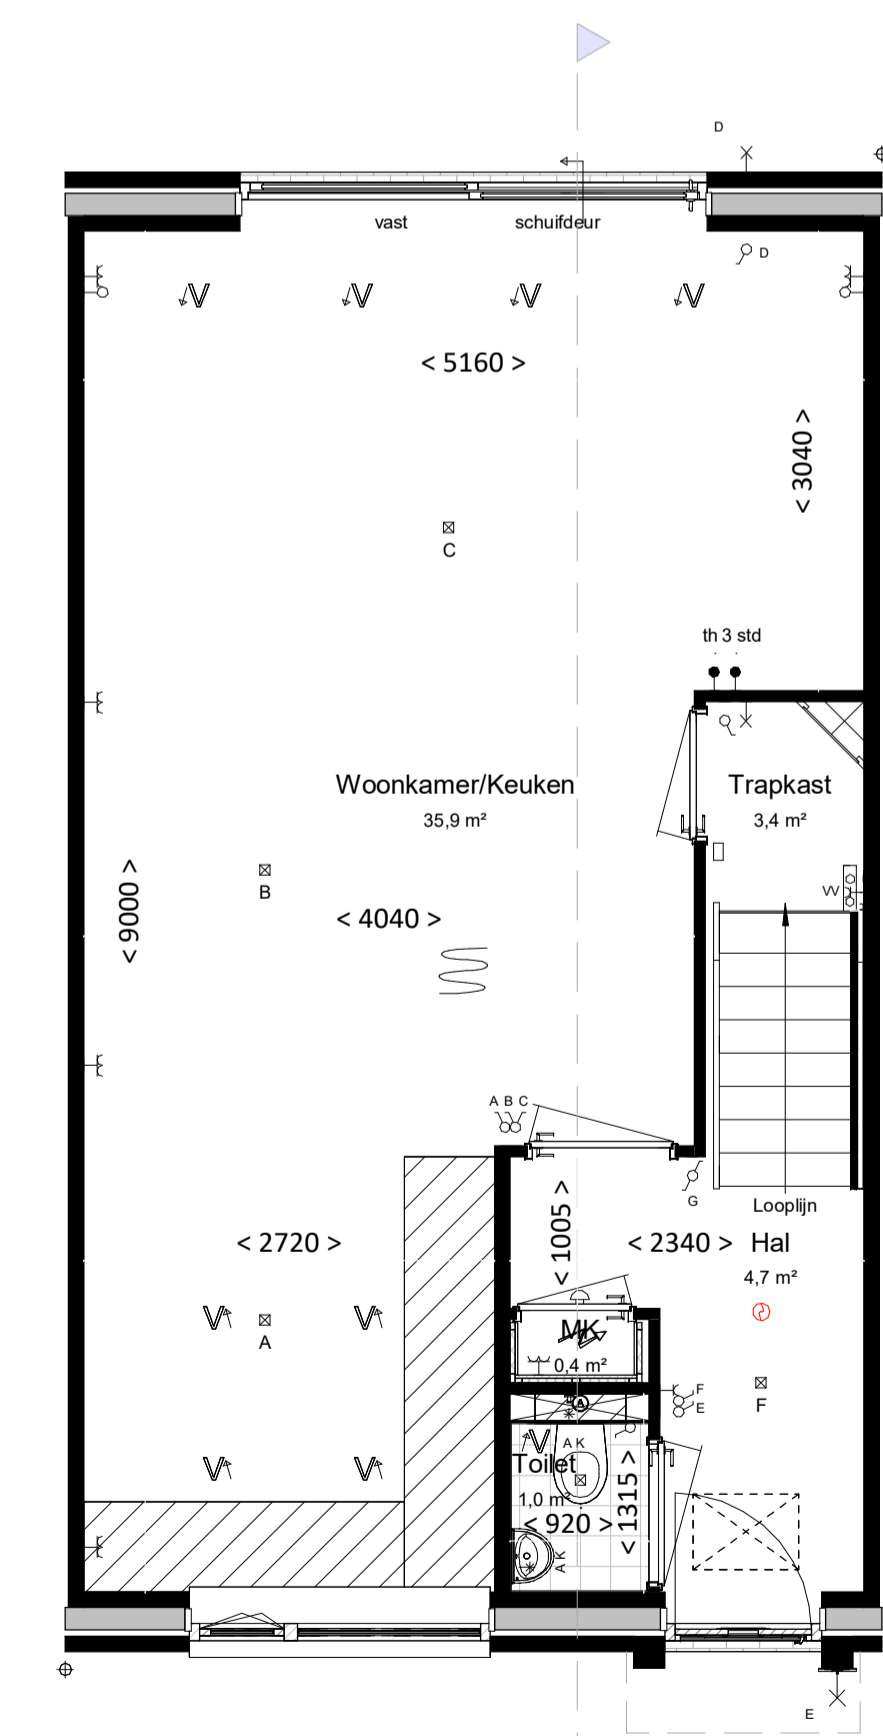 D
vast
schuifdeur
D
V V V V
< 5160 >
< 3040 >
C
th 3 std
Woonkamer/Keuken
35,9 m²
Trapkast
3,4 m²
B
< 9000 >
< 4040 >
VV
A B C
G
Looplijn
< 1005 >
< 2720 >
< 2340 >
Hal
4,7 m²
V V
A
MK
0,4 m²
F
E
F
A
V
A K
Toilet
1,0 m²
< 920 >
< 1315 >
V V
A K
E